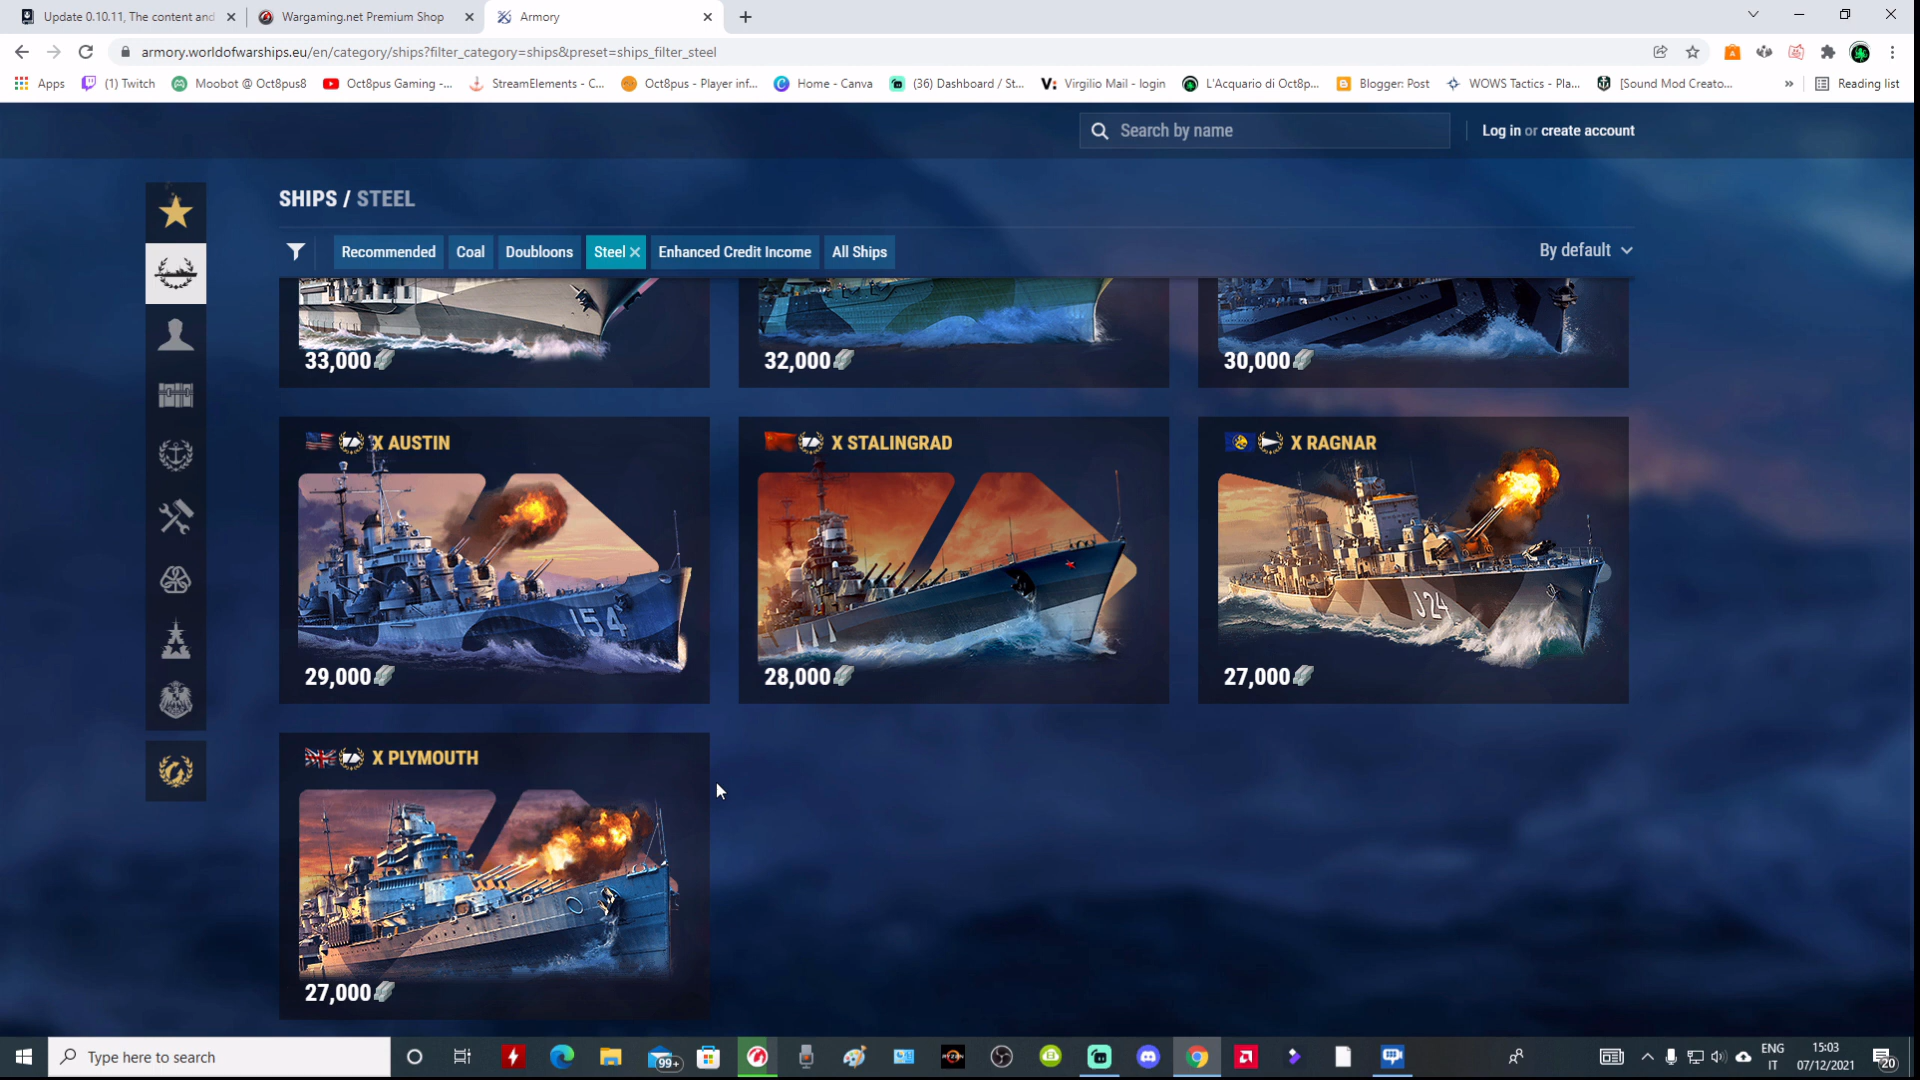 Update 0.10.11, The content and
Wargaming.net Premium Shop
Armory
armory.worldofwarships.eu/en/category/ships?filter_category=ships&preset=ships_filter_steel
Apps
(1) Twitch
Moobot @ Oct8pus8
Oct8pus Gaming -...
StreamElements - C...
Oct8pus - Player inf...
Home - Canva
(36) Dashboard / St...
Virgilio Mail - login
L'Acquario di Oct8p...
Blogger: Post
WOWS Tactics - Pla...
[Sound Mod Creato...
»
Reading list
Search by name
Log in or create account
SHIPS / STEEL
Recommended
Coal
Doubloons
Steel
Enhanced Credit Income
All Ships
By default
33,000
32,000
30,000
X AUSTIN
154
29,000
X STALINGRAD
28,000
X RAGNAR
J24
27,000
X PLYMOUTH
27,000
Type here to search
99+
RYZEN
ENG
IT
15:03
07/12/2021
20